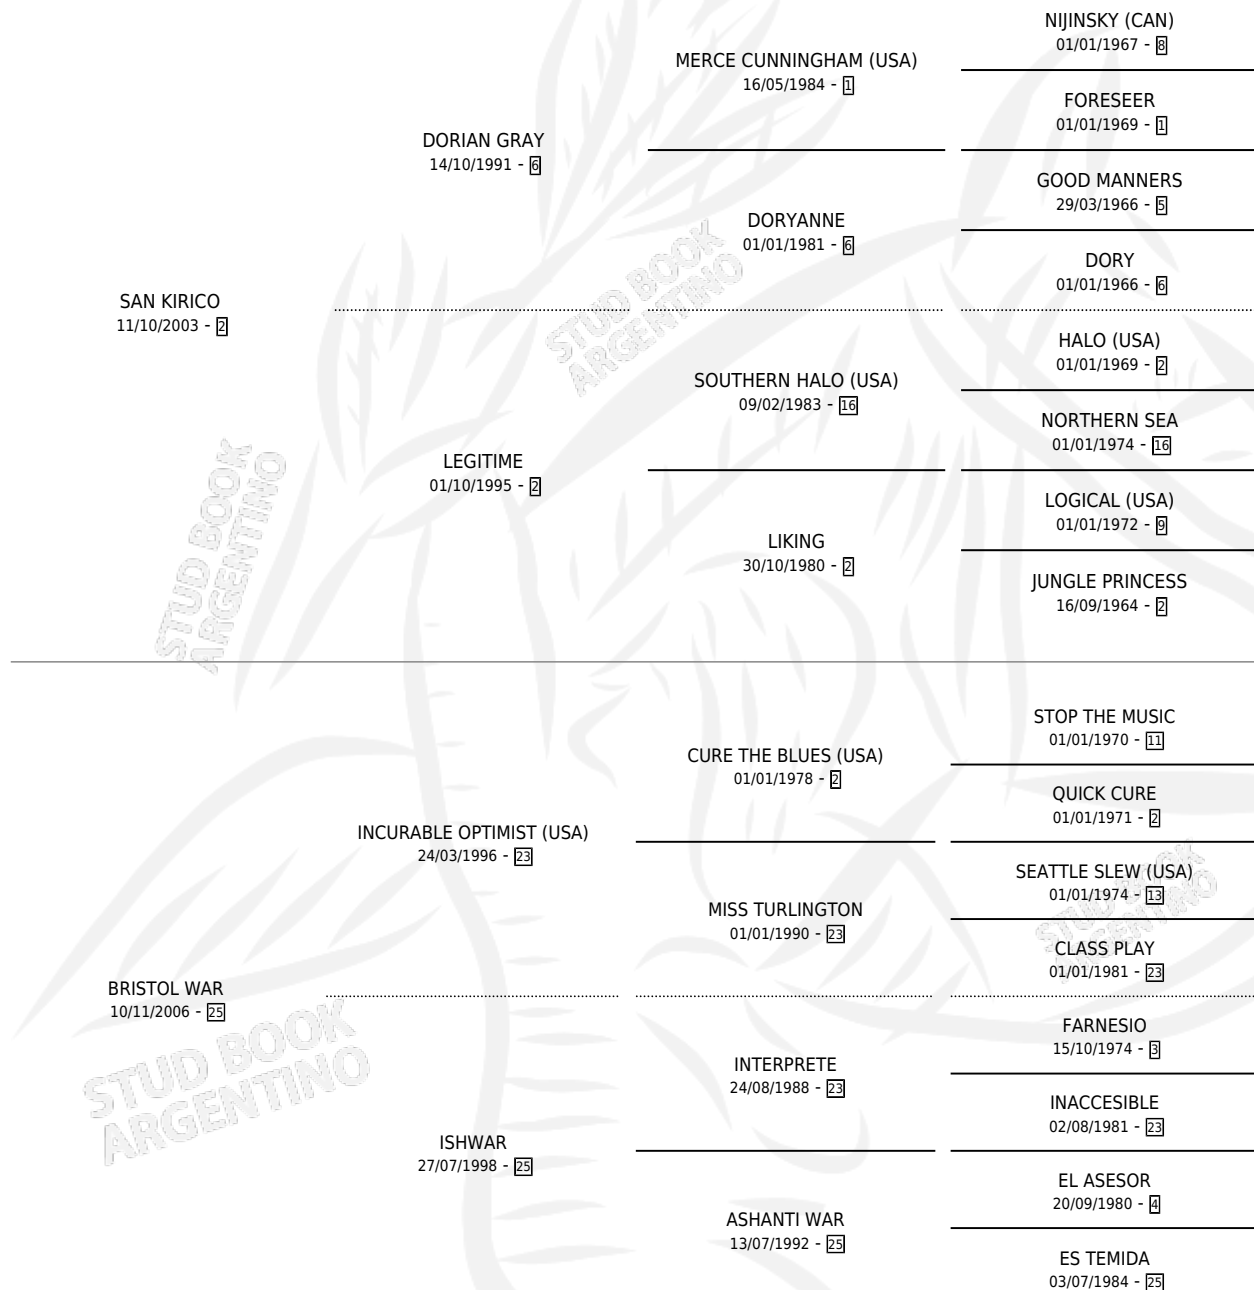 NIJINSKY (CAN)
01/01/1967 - 8
MERCE CUNNINGHAM (USA)
16/05/1984 - 1
FORESEER
01/01/1969 - 1
DORIAN GRAY
14/10/1991 - 6
GOOD MANNERS
29/03/1966 - 5
DORYANNE
01/01/1981 - 6
DORY
01/01/1966 - 6
SAN KIRICO
11/10/2003 - 2
HALO (USA)
01/01/1969 - 2
SOUTHERN HALO (USA)
09/02/1983 - 16
NORTHERN SEA
01/01/1974 - 16
LEGITIME
01/10/1995 - 2
LOGICAL (USA)
01/01/1972 - 9
LIKING
30/10/1980 - 2
JUNGLE PRINCESS
16/09/1964 - 2
STUD BOOK
ARGENTINO
STUD BOOK
ARGENTINO
STOP THE MUSIC
01/01/1970 - 11
CURE THE BLUES (USA)
01/01/1978 - 2
QUICK CURE
01/01/1971 - 2
INCURABLE OPTIMIST (USA)
24/03/1996 - 23
SEATTLE SLEW (USA)
01/01/1974 - 13
MISS TURLINGTON
01/01/1990 - 23
CLASS PLAY
01/01/1981 - 23
BRISTOL WAR
10/11/2006 - 25
FARNESIO
15/10/1974 - 3
INTERPRETE
24/08/1988 - 23
INACCESIBLE
02/08/1981 - 23
ISHWAR
27/07/1998 - 25
EL ASESOR
20/09/1980 - 4
ASHANTI WAR
13/07/1992 - 25
ES TEMIDA
03/07/1984 - 25
STUD BOOK
ARGENTINO
STUD BOOK
ARGENTINO